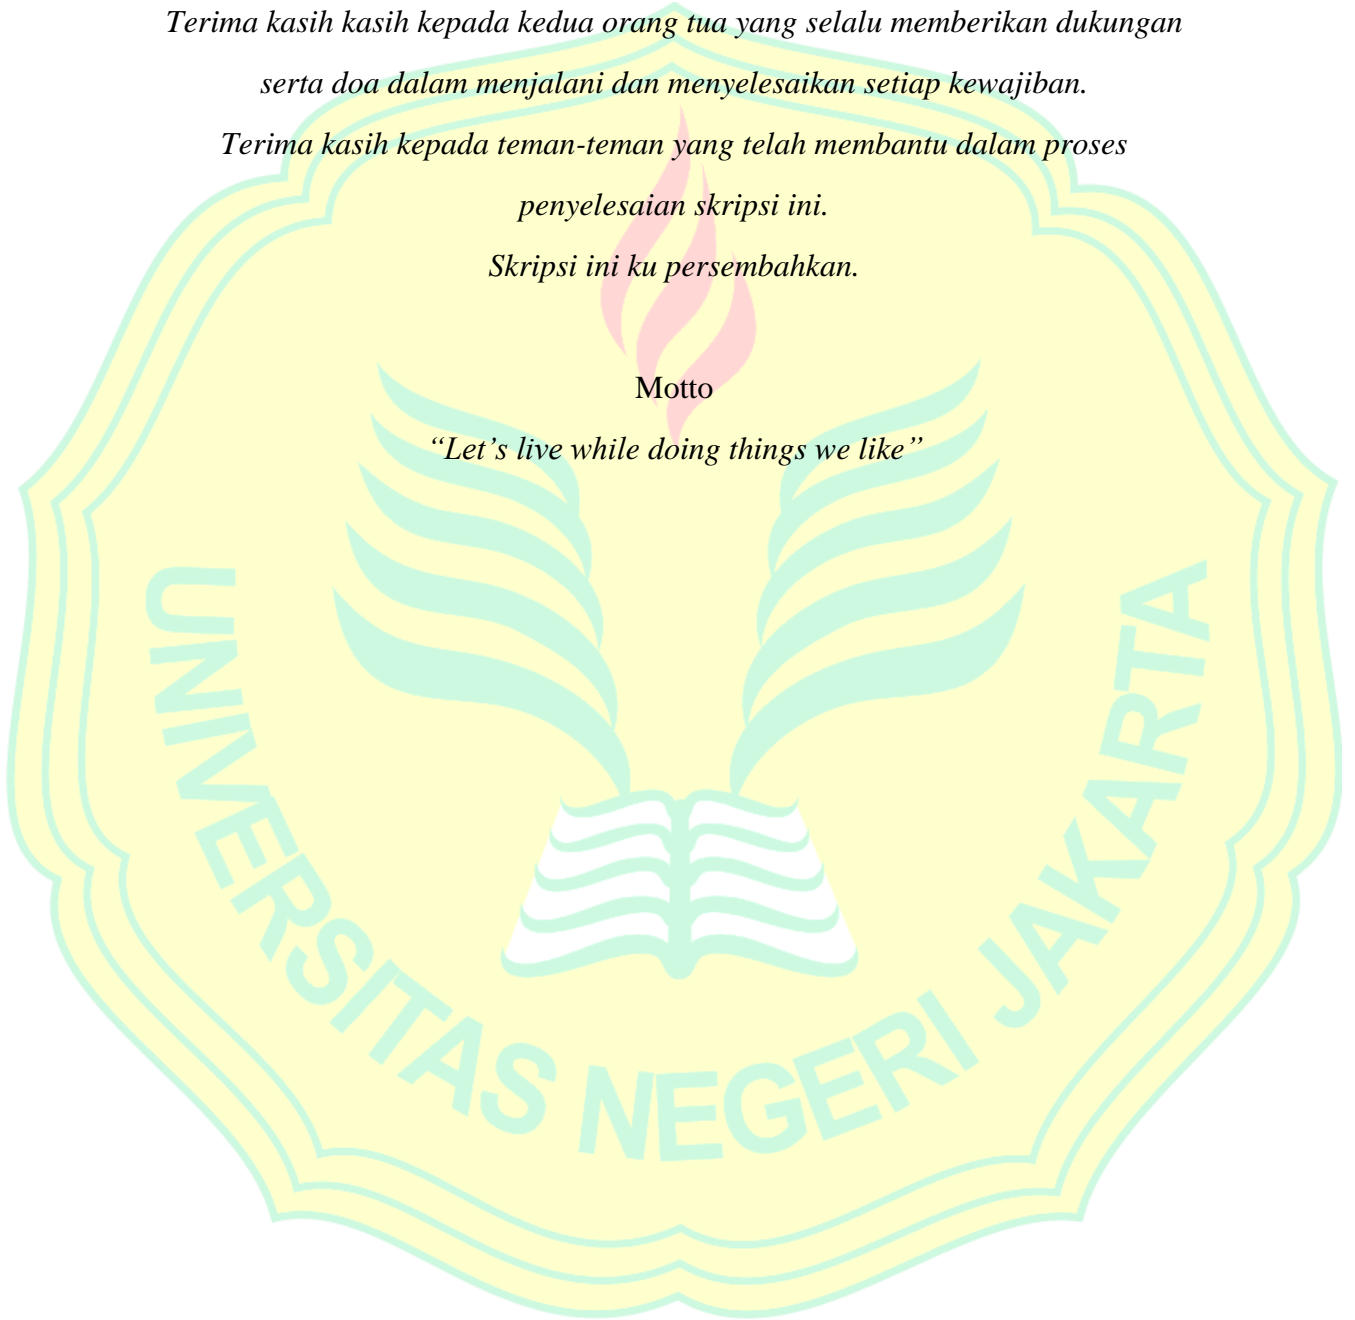 Terima kasih kasih kepada kedua orang tua yang selalu memberikan dukungan
serta doa dalam menjalani dan menyelesaikan setiap kewajiban.
Terima kasih kepada teman-teman yang telah membantu dalam proses
penyelesaian skripsi ini.
Skripsi ini ku persembahkan.
Motto
“Let’s live while doing things we like”
UNIVERSITAS NEGERI JAKARTA